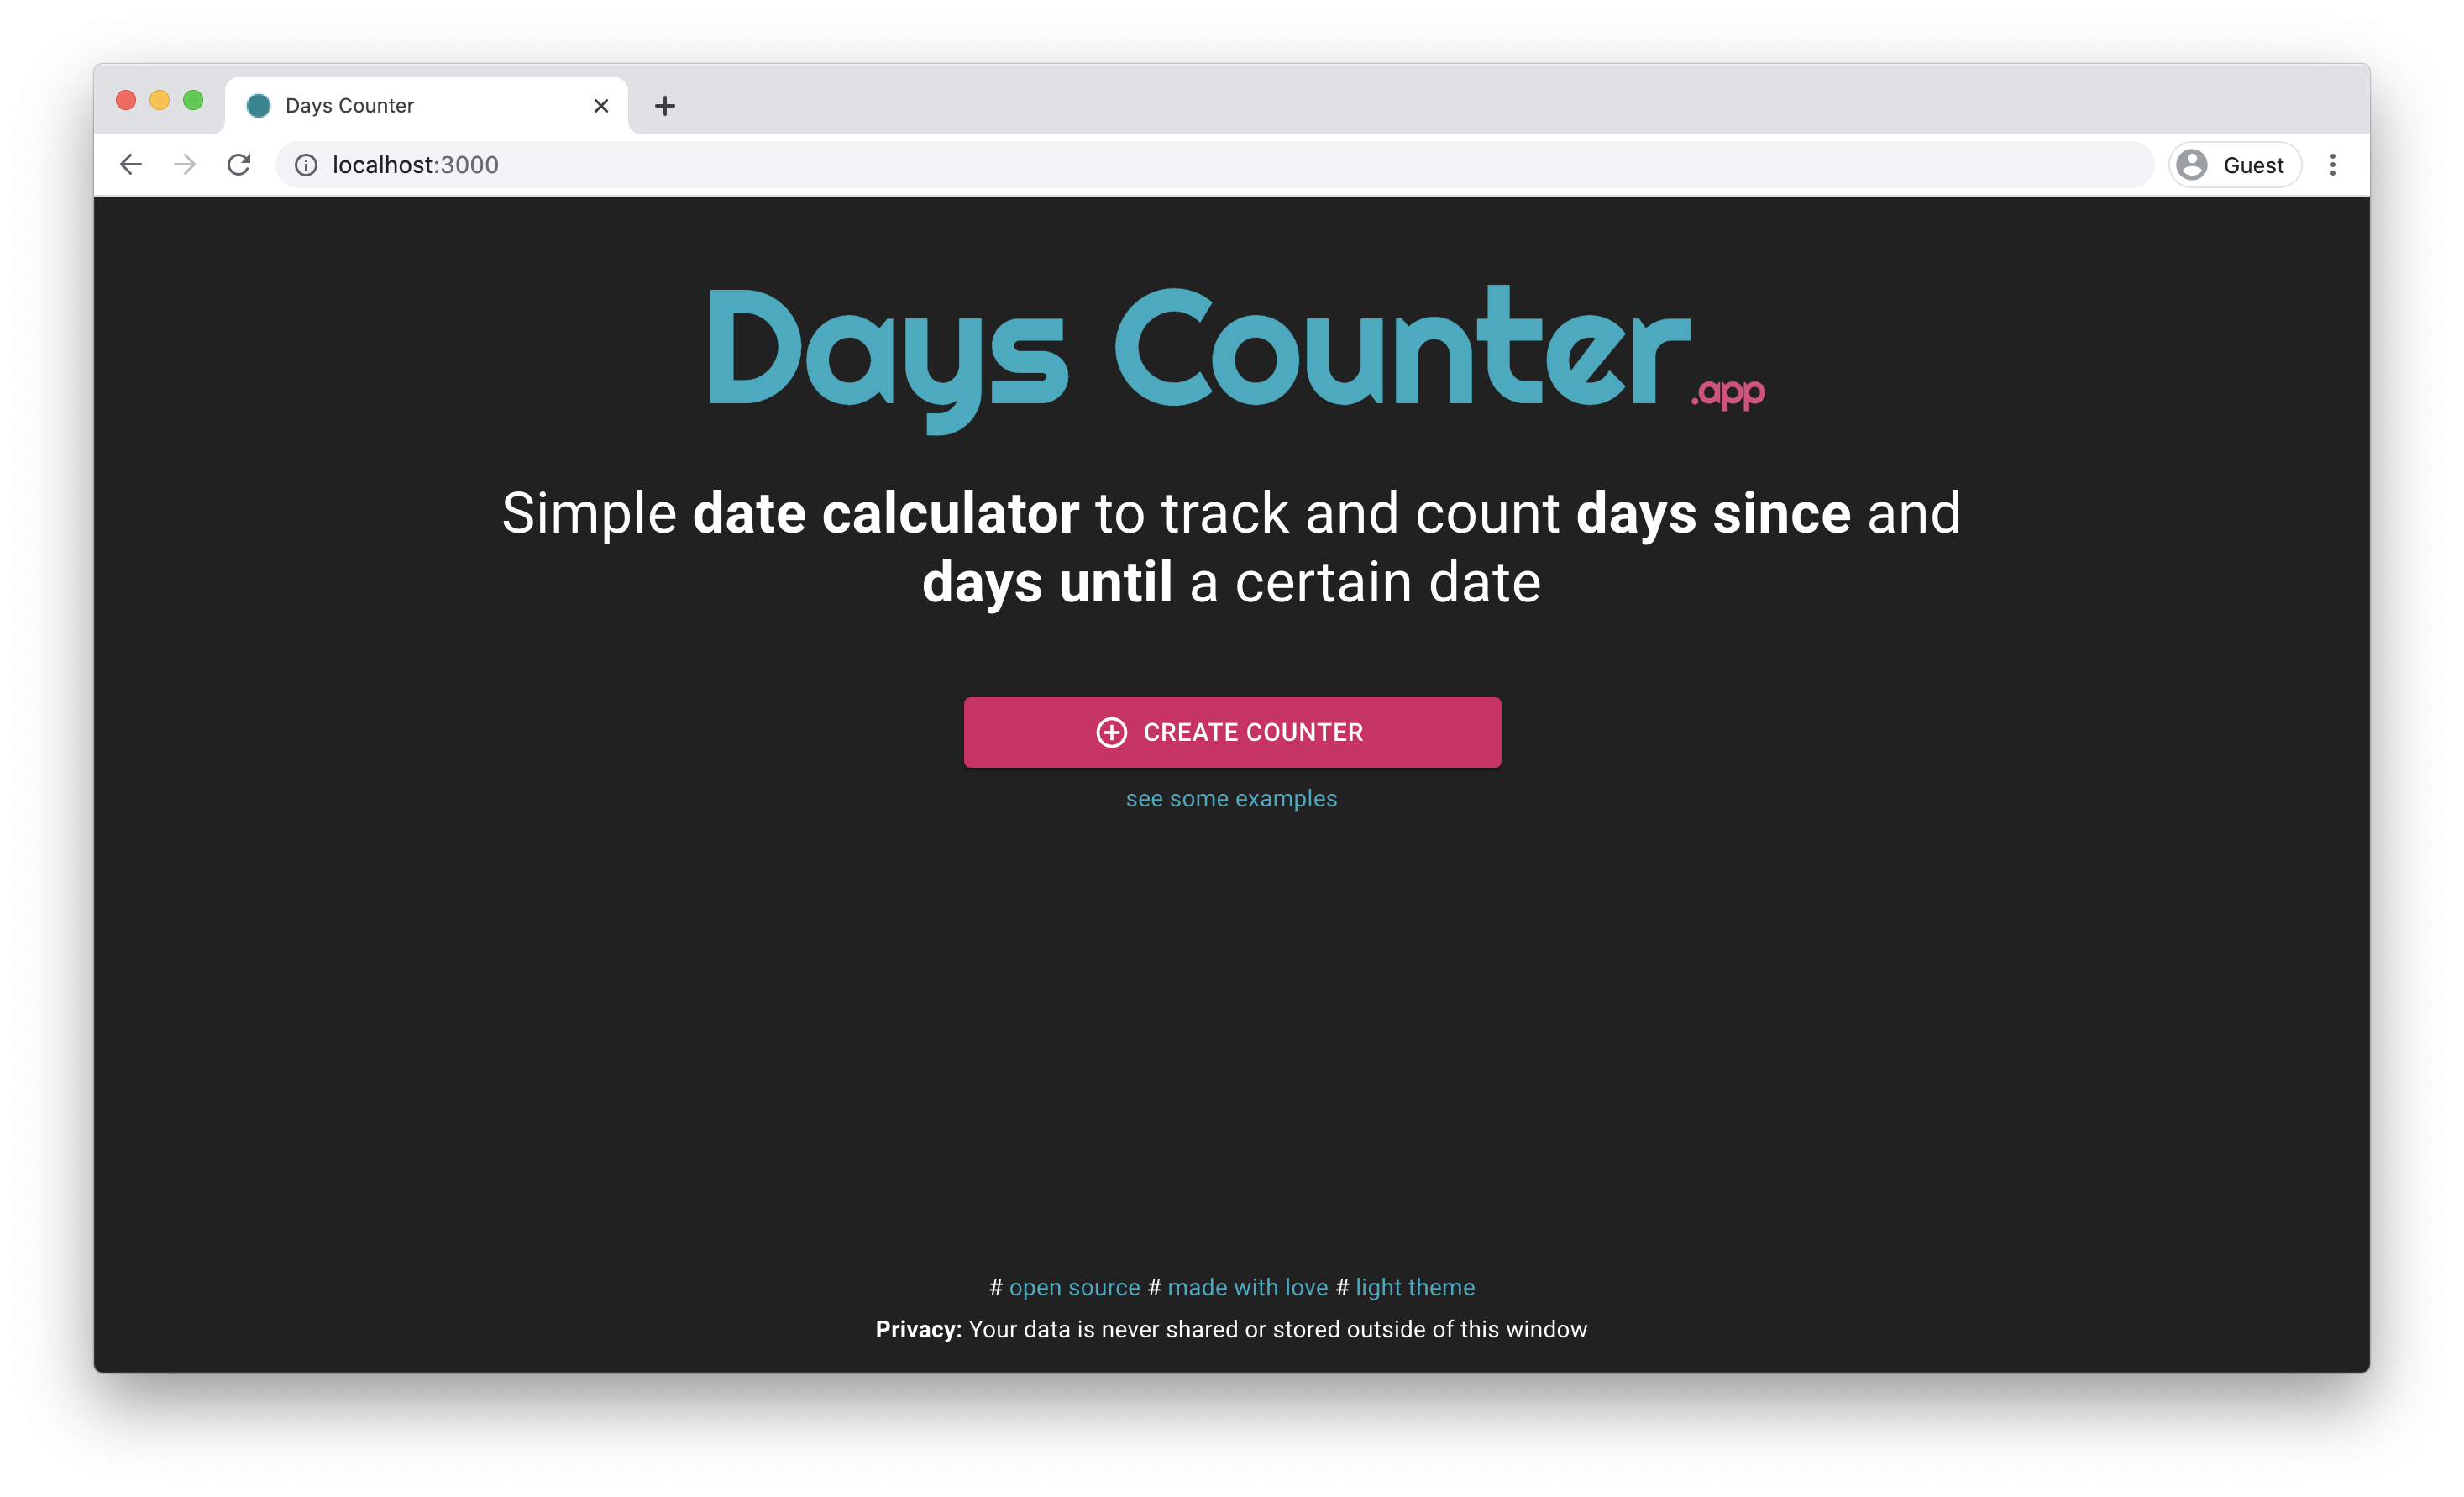 Days Counter
localhost:3000
Guest
Days Counter.app
Simple date calculator to track and count days since and
days until a certain date
CREATE COUNTER
see some examples
# open source # made with love # light theme
Privacy: Your data is never shared or stored outside of this window